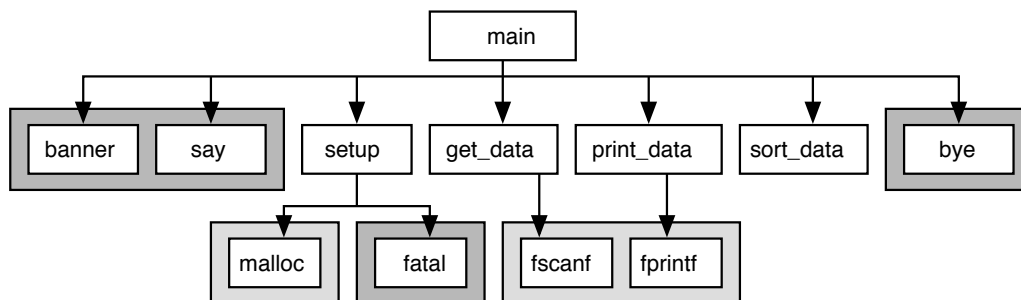 main
banner say setup get_data print_data sort_data bye
malloc fatal fscanf fprintf